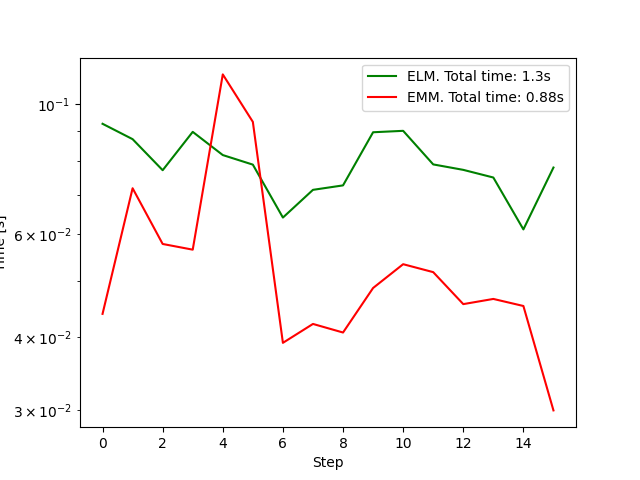 ELM. Total time: 1.3s
EMM. Total time: 0.88s
10⁻¹
6 × 10⁻²
4 × 10⁻²
3 × 10⁻²
[s]
0 2 4 6 8 10 12 14
Step